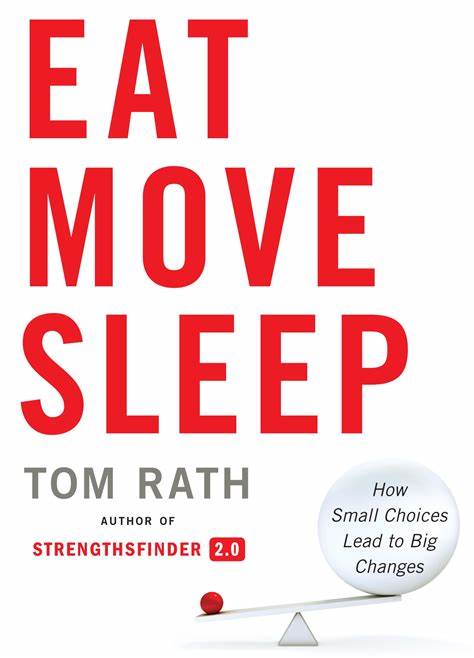 EAT
MOVE
SLEEP
TOM RATH
AUTHOR OF
STRENGTHSFINDER 2.0
How
Small Choices
Lead to Big
Changes